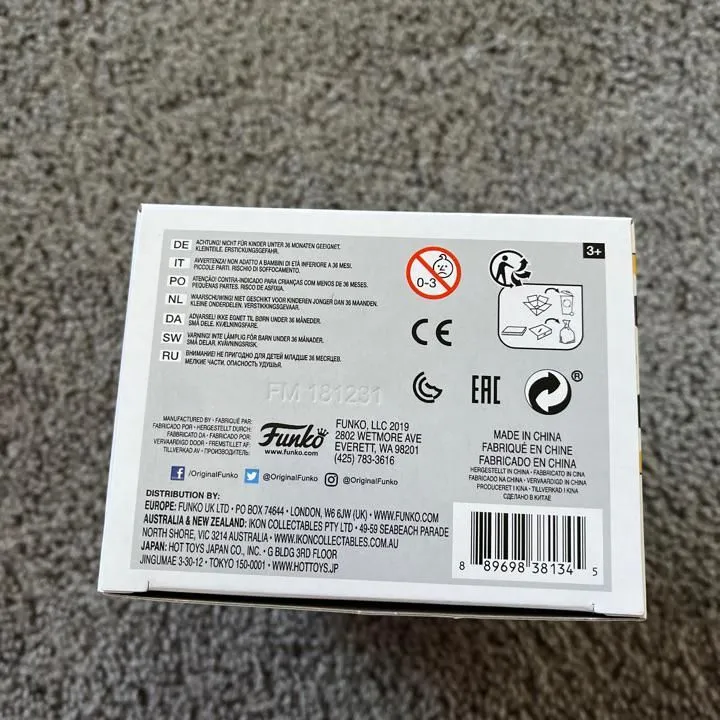 3+
DE ACHTUNG! NICHT FÜR KINDER UNTER 36 MONATEN GEEIGNET.
KLEINTEILE. ERSTICKUNGSGEFAHR.
IT AVVERTENZA! NON ADATTO A BAMBINI DI ETÀ INFERIORE A 36 MESI.
PICCOLE PARTI. RISCHIO DI SOFFOCAMENTO.
PO ATENÇÃO! CONTRA-INDICADO PARA CRIANÇAS COM MENOS DE 36 MESES.
PEQUENAS PARTES. RISCO DE ASFIXIA.
NL WAARSCHUWING! NIET GESCHIKT VOOR KINDEREN JONGER DAN 36 MAANDEN.
KLEINE ONDERDELEN. VERSTIKKINGSGEVAAR.
DA ADVARSEL! IKKE EGNET TIL BØRN UNDER 36 MÅNEDER.
SMÅ DELE. KVÆLNINGSFARE.
SW VARNING! INTE LÄMPLIG FÖR BARN UNDER 36 MÅNADER.
SMÅ DELAR. KVÄVNINGSRISK.
RU ВНИМАНИЕ! НЕ ПРИГОДНО ДЛЯ ДЕТЕЙ МЛАДШЕ 36 МЕСЯЦЕВ.
МЕЛКИЕ ЧАСТИ. ОПАСНОСТЬ УДУШЬЯ.
0-3
CE
EAC
®
FM 181231
MANUFACTURED BY • FABRIQUÉ PAR:
FABRICADO POR • HERGESTELLT DURCH:
FABBRICATO DA • FABRICADO POR:
VERVAARDIGD DOOR • FREMSTILLET AF:
TILLVERKAD AV • ПРОИЗВОДИТЕЛЬ:
Funko
www.funko.com
FUNKO, LLC 2019
2802 WETMORE AVE
EVERETT, WA 98201
(425) 783-3616
MADE IN CHINA
FABRIQUÉ EN CHINE
FABRICADO EN CHINA
HERGESTELLT IN CHINA • FABBRICATO IN CINA
FABRICADO NA CHINA • VERVAARDIGD IN CHINA
PRODUCERET I KINA • TILLVERKAD I KINA
СДЕЛАНО В КИТАЕ
f /OriginalFunko @OriginalFunko @OriginalFunko
DISTRIBUTION BY:
EUROPE: FUNKO UK LTD • PO BOX 74644 • LONDON, W6 6JW (UK) • WWW.FUNKO.COM
AUSTRALIA & NEW ZEALAND: IKON COLLECTABLES PTY LTD • 49-59 SEABEACH PARADE
NORTH SHORE, VIC 3214 AUSTRALIA • WWW.IKONCOLLECTABLES.COM.AU
JAPAN: HOT TOYS JAPAN CO., INC. • G BLDG 3RD FLOOR
JINGUMAE 3-30-12 • TOKYO 150-0001 • WWW.HOTTOYS.JP
8 89698 38134 5